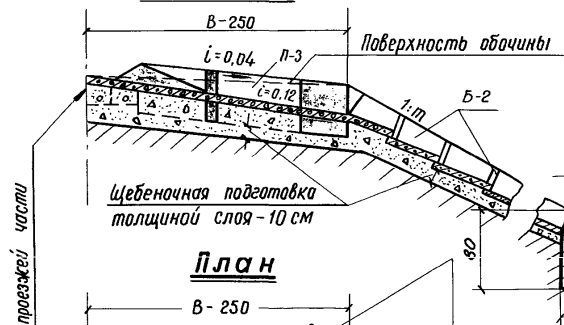 В-250
i=0,04
П-3
Поверхность обочины
i=0,12
1:m
Б-2
Щебеночная подготовка
толщиной слоя-10 см
80
проезжей части
План
В-250